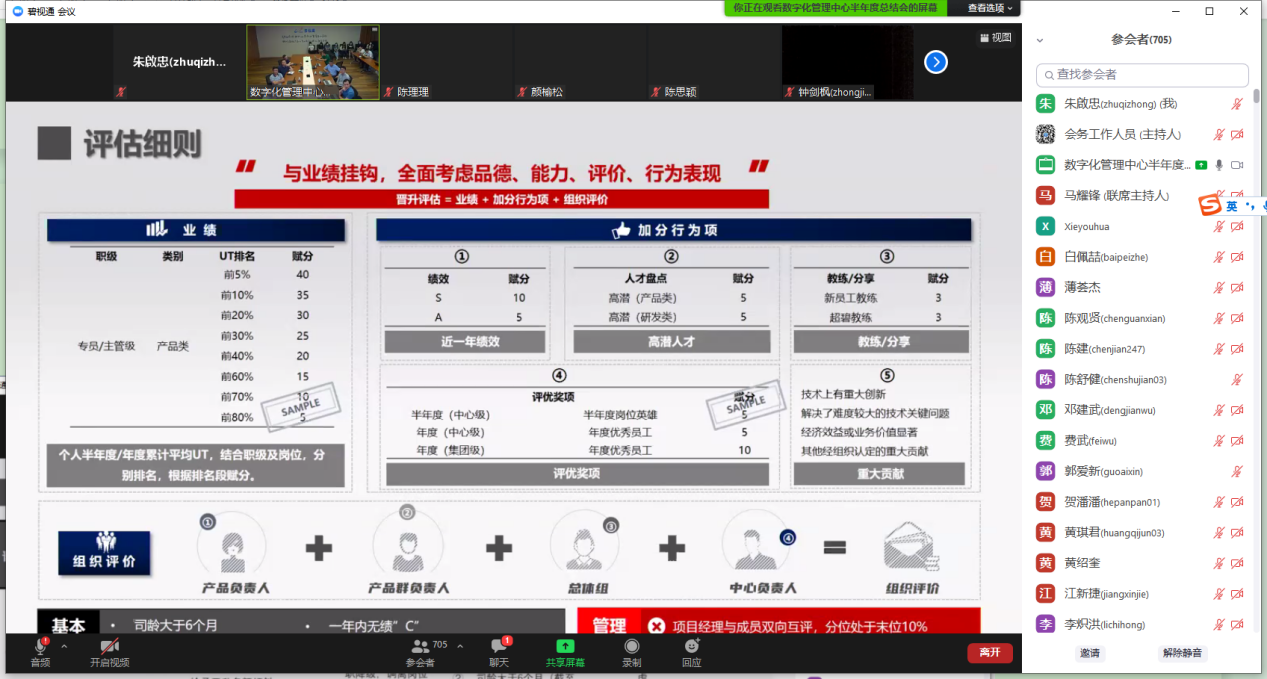 碧视通 会议
你正在观看数字化管理中心半年度总结会的屏幕
查看选项
朱啟忠(zhuqizh...
数字化管理中心...
陈理理
颜榆松
陈思颖
钟剑枫(zhongji...
视图
评估细则
与业绩挂钩，全面考虑品德、能力、评价、行为表现
晋升评估 = 业绩 + 加分行为项 + 组织评价
业 绩
职级 类别 UT排名 赋分
前5% 40
前10% 35
前20% 30
前30% 25
专员/主管级 产品类
前40% 20
前60% 15
前70% 10
前80% 5
SAMPLE
个人半年度/年度累计平均UT，结合职级及岗位，分
别排名，根据排名段赋分。
加分行为项
①
绩效 赋分
S 10
A 5
近一年绩效
②
人才盘点 赋分
高潜（产品类） 5
高潜（研发类） 5
高潜人才
③
教练/分享 赋分
新员工教练 3
超碧教练 3
教练/分享
④
评优奖项 赋分
半年度（中心级） 半年度岗位英雄 5
年度（中心级） 年度优秀员工 5
年度（集团级） 年度优秀员工 10
SAMPLE
评优奖项
⑤
技术上有重大创新
解决了难度较大的技术关键问题
经济效益或业务价值显著
其他经组织认定的重大贡献
重大贡献
组织评价
①
产品负责人
②
产品群负责人
③
总体组
④
中心负责人
组织评价
基本
• 司龄大于6个月 • 一年内无绩”C“
管理
项目经理与成员双向互评，分位处于末位10%
音频
开启视频
705
参会者
1
聊天
共享屏幕
录制
回应
离开
参会者(705)
查找参会者
朱 朱啟忠(zhuqizhong) (我)
会务工作人员 (主持人)
数字化管理中心半年度...
马 马耀锋 (联席主持人)
英
X Xieyouhua
白 白佩喆(baipeizhe)
薄 薄荟杰
陈 陈观贤(chenguanxian)
陈 陈建(chenjian247)
陈 陈舒健(chenshujian03)
邓 邓建武(dengjianwu)
费 费武(feiwu)
郭 郭爱新(guoaixin)
贺 贺潘潘(hepanpan01)
黄 黄琪君(huangqijun03)
黄 黄绍奎
江 江新捷(jiangxinjie)
李 李炽洪(lichihong)
邀请
解除静音